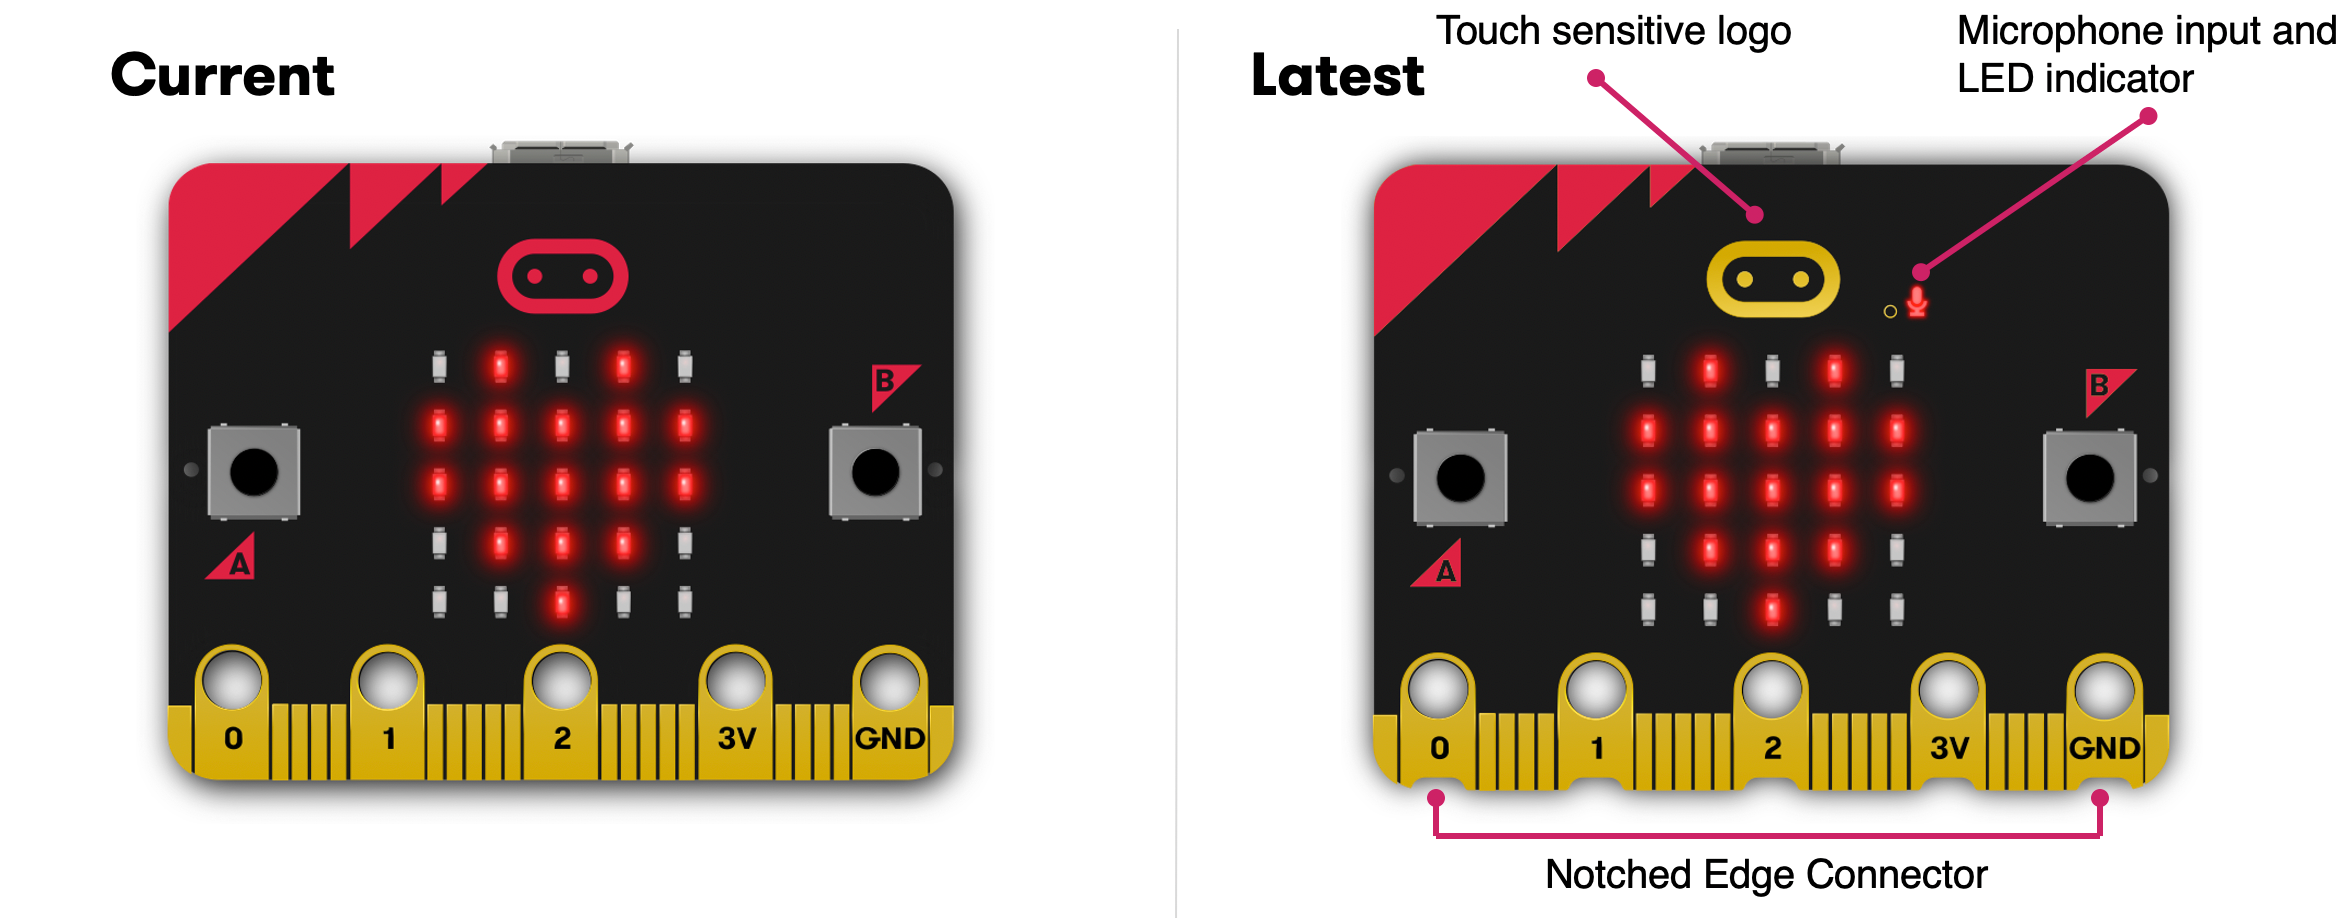 Current
B
A
0 1 2 3V GND
Latest
Touch sensitive logo
Microphone input and
LED indicator
B
A
0 1 2 3V GND
Notched Edge Connector